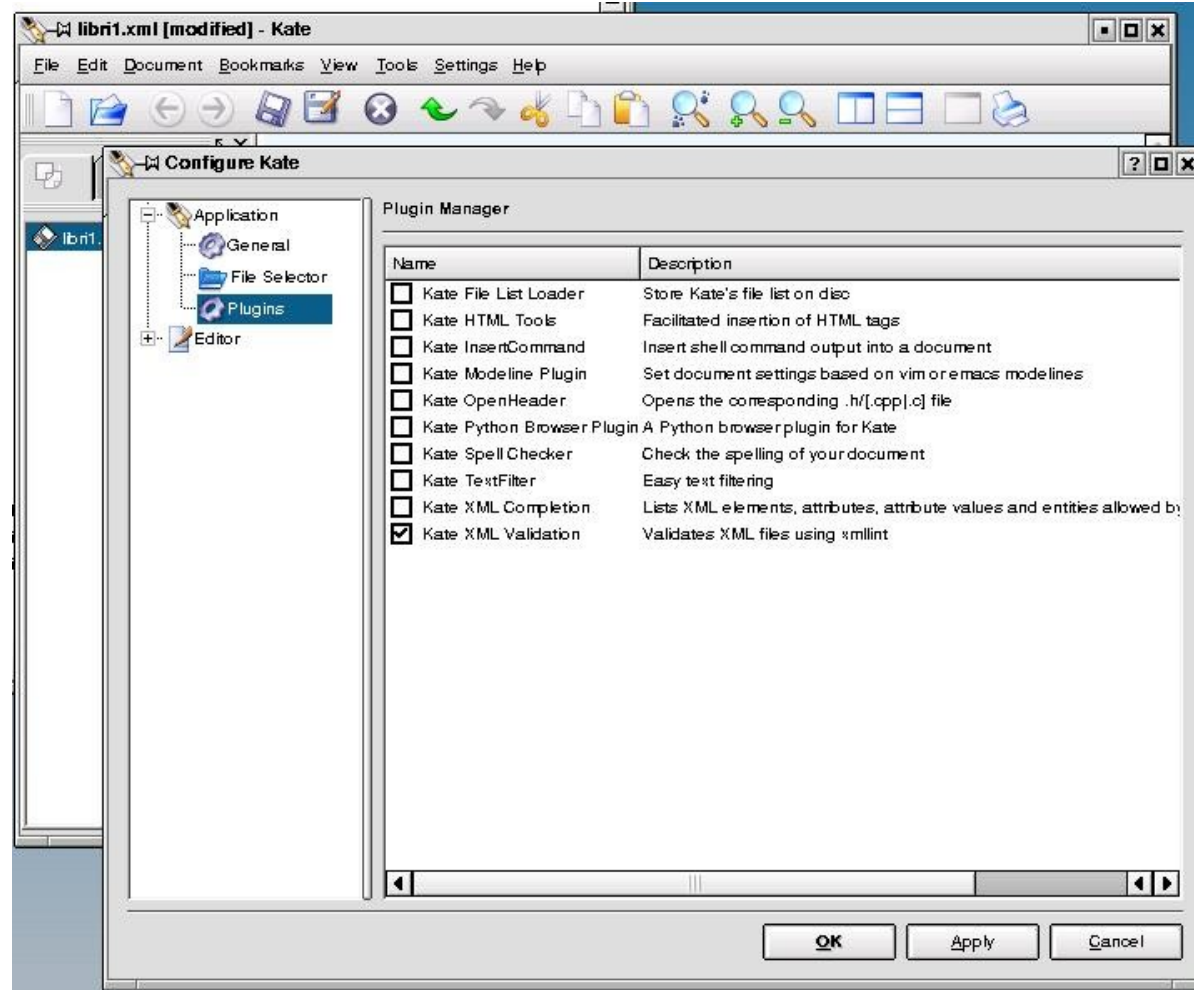 libri1.xml [modified] - Kate
File Edit Document Bookmarks View Tools Settings Help
Configure Kate
libri1.
Application
General
File Selector
Plugins
Editor
Plugin Manager
Name Description
Kate File List Loader Store Kate's file list on disc
Kate HTML Tools Facilitated insertion of HTML tags
Kate InsertCommand Insert shell command output into a document
Kate Modeline Plugin Set document settings based on vim or emacs modelines
Kate OpenHeader Opens the corresponding .h/[.cpp|.c] file
Kate Python Browser Plugin A Python browser plugin for Kate
Kate Spell Checker Check the spelling of your document
Kate TextFilter Easy text filtering
Kate XML Completion Lists XML elements, attributes, attribute values and entities allowed by
Kate XML Validation Validates XML files using xmllint
OK Apply Cancel